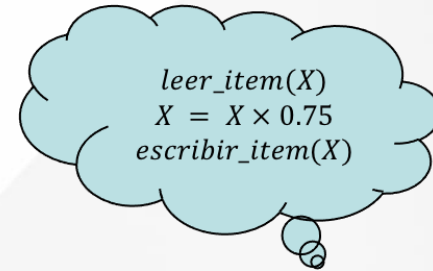 leer_item(X)
X = X × 0.75
escribir_item(X)